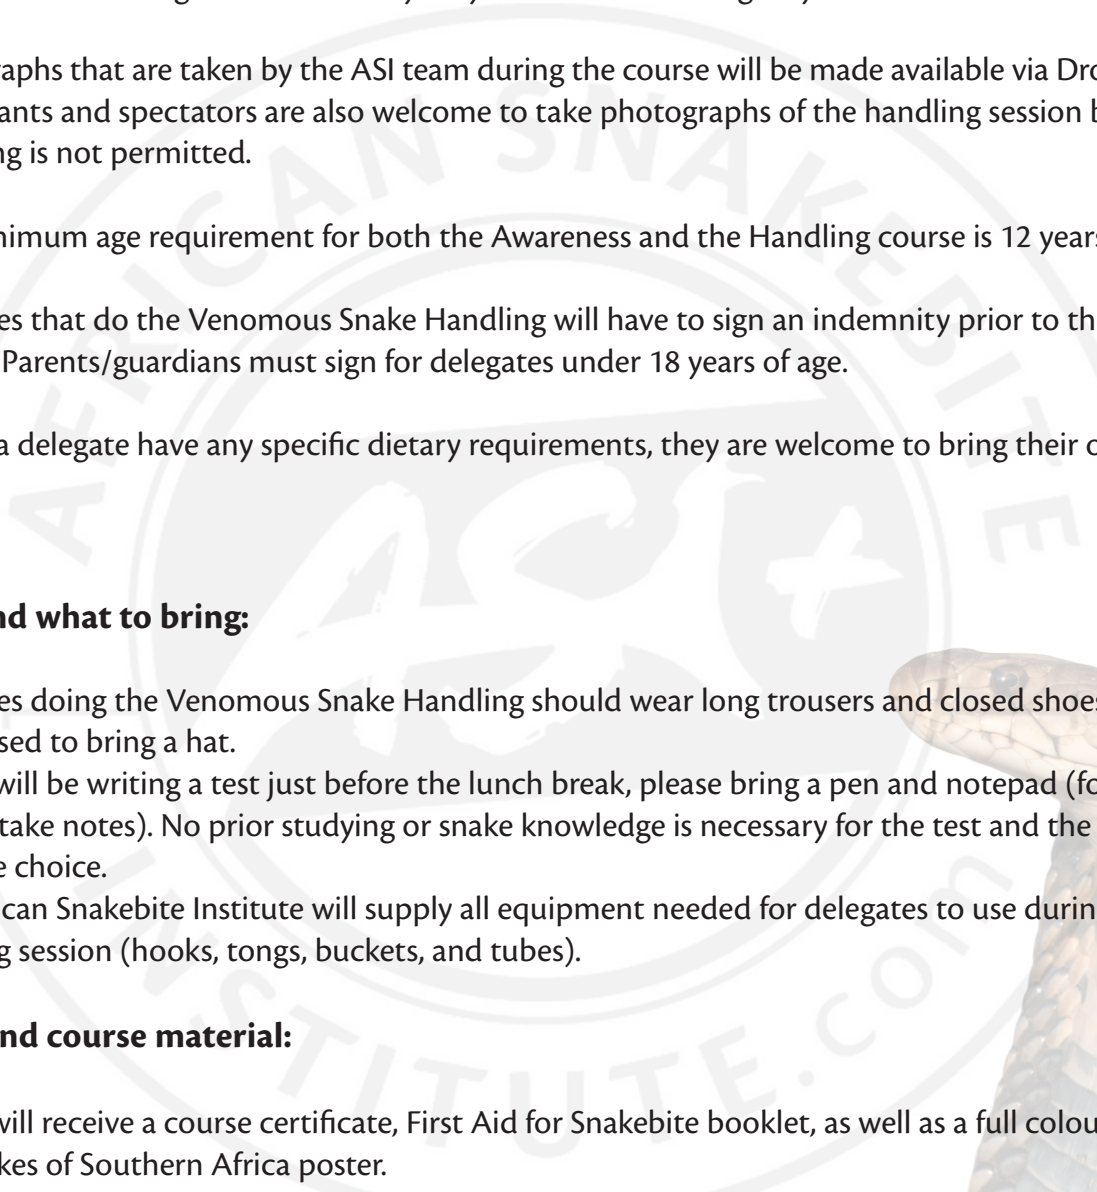 aphs that are taken by the ASI team during the course will be made available via Dro
ants and spectators are also welcome to take photographs of the handling session b
ng is not permitted.
nimum age requirement for both the Awareness and the Handling course is 12 years
es that do the Venomous Snake Handling will have to sign an indemnity prior to th
Parents/guardians must sign for delegates under 18 years of age.
a delegate have any specific dietary requirements, they are welcome to bring their o
nd what to bring:
es doing the Venomous Snake Handling should wear long trousers and closed shoes
sed to bring a hat.
will be writing a test just before the lunch break, please bring a pen and notepad (fo
take notes). No prior studying or snake knowledge is necessary for the test and the
e choice.
can Snakebite Institute will supply all equipment needed for delegates to use durin
g session (hooks, tongs, buckets, and tubes).
nd course material:
will receive a course certificate, First Aid for Snakebite booklet, as well as a full colou
kes of Southern Africa poster.
AFRICAN SNAKEBITE
INSTITUTE.com
ASI